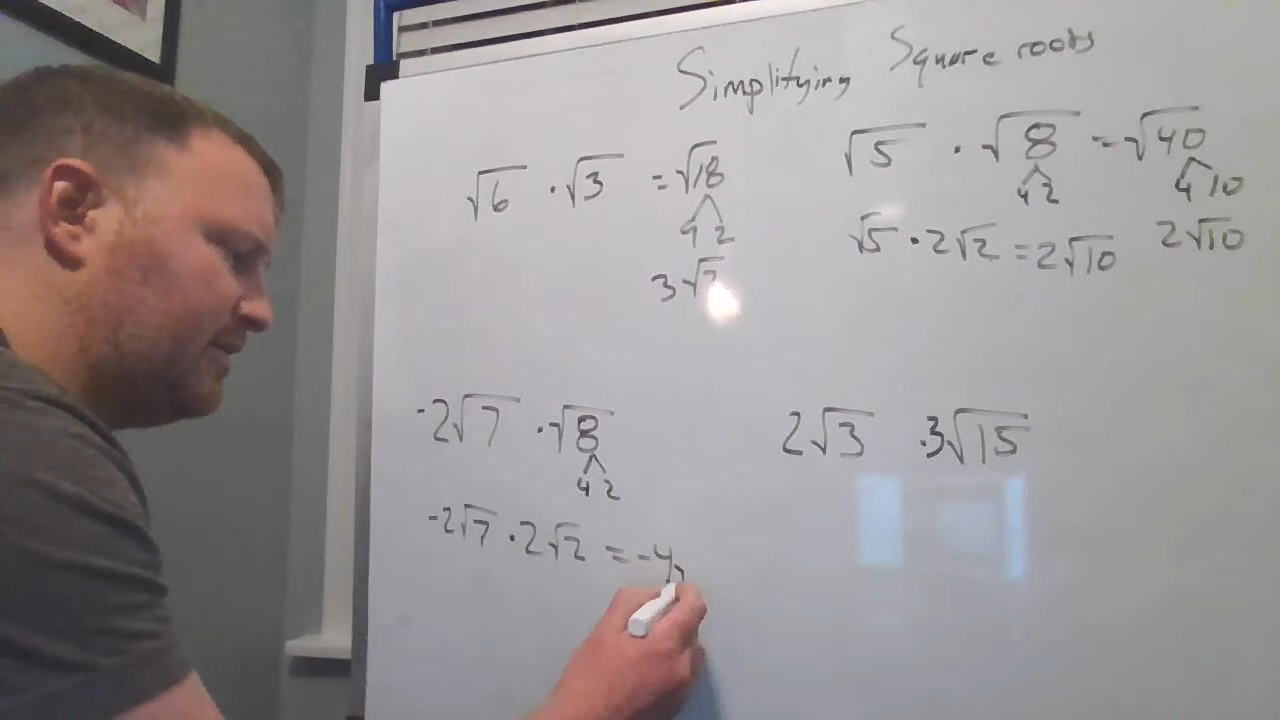 Simplifying Square roots
√6 · √3 = √18
9 2
3√2
√5 · √8 = √40
4 2 4 10
√5 · 2√2 = 2√10 2√10
-2√7 · √8
4 2
-2√7 · 2√2 = -4
2√3 · 3√15